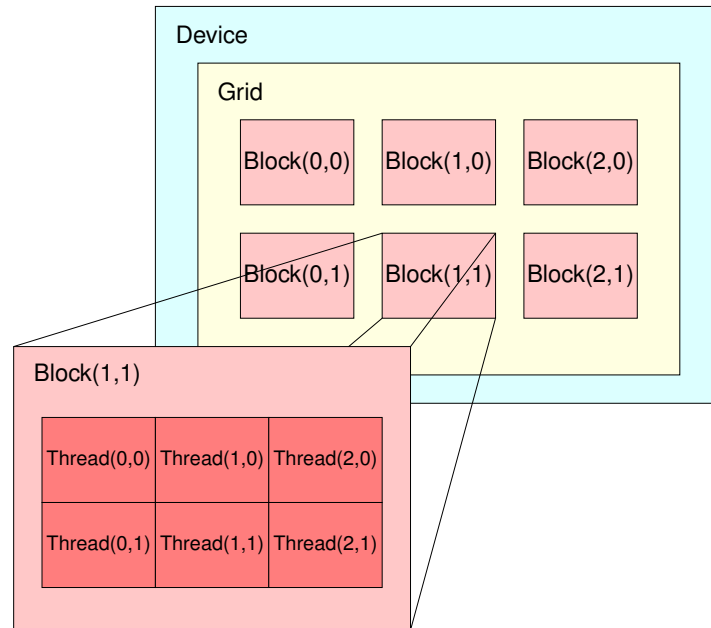 Device
Grid
Block(0,0) Block(1,0) Block(2,0)
Block(0,1) Block(1,1) Block(2,1)
Block(1,1)
Thread(0,0) Thread(1,0) Thread(2,0)
Thread(0,1) Thread(1,1) Thread(2,1)